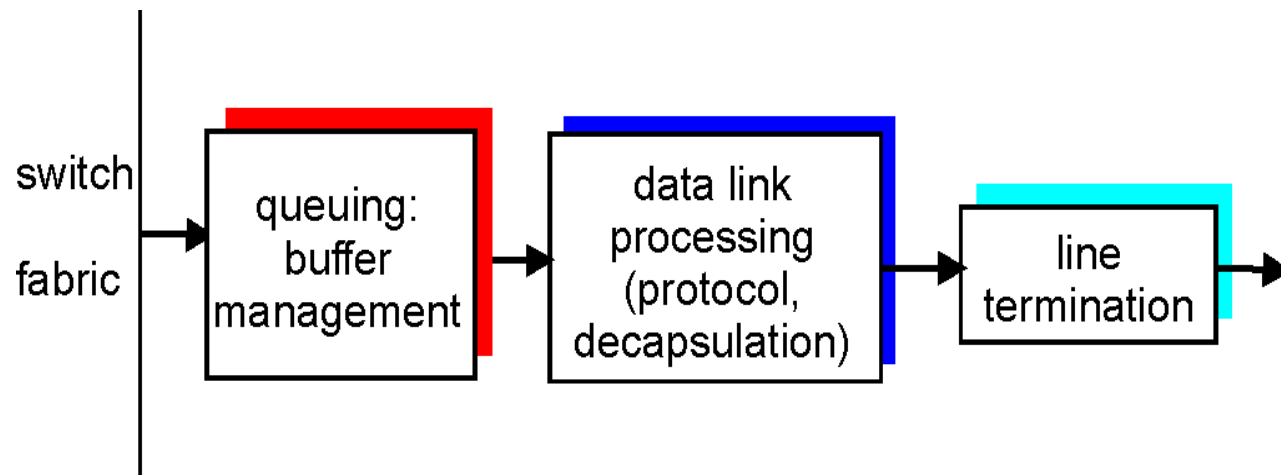 switch
fabric
queuing:
buffer
management
data link
processing
(protocol,
decapsulation)
line
termination